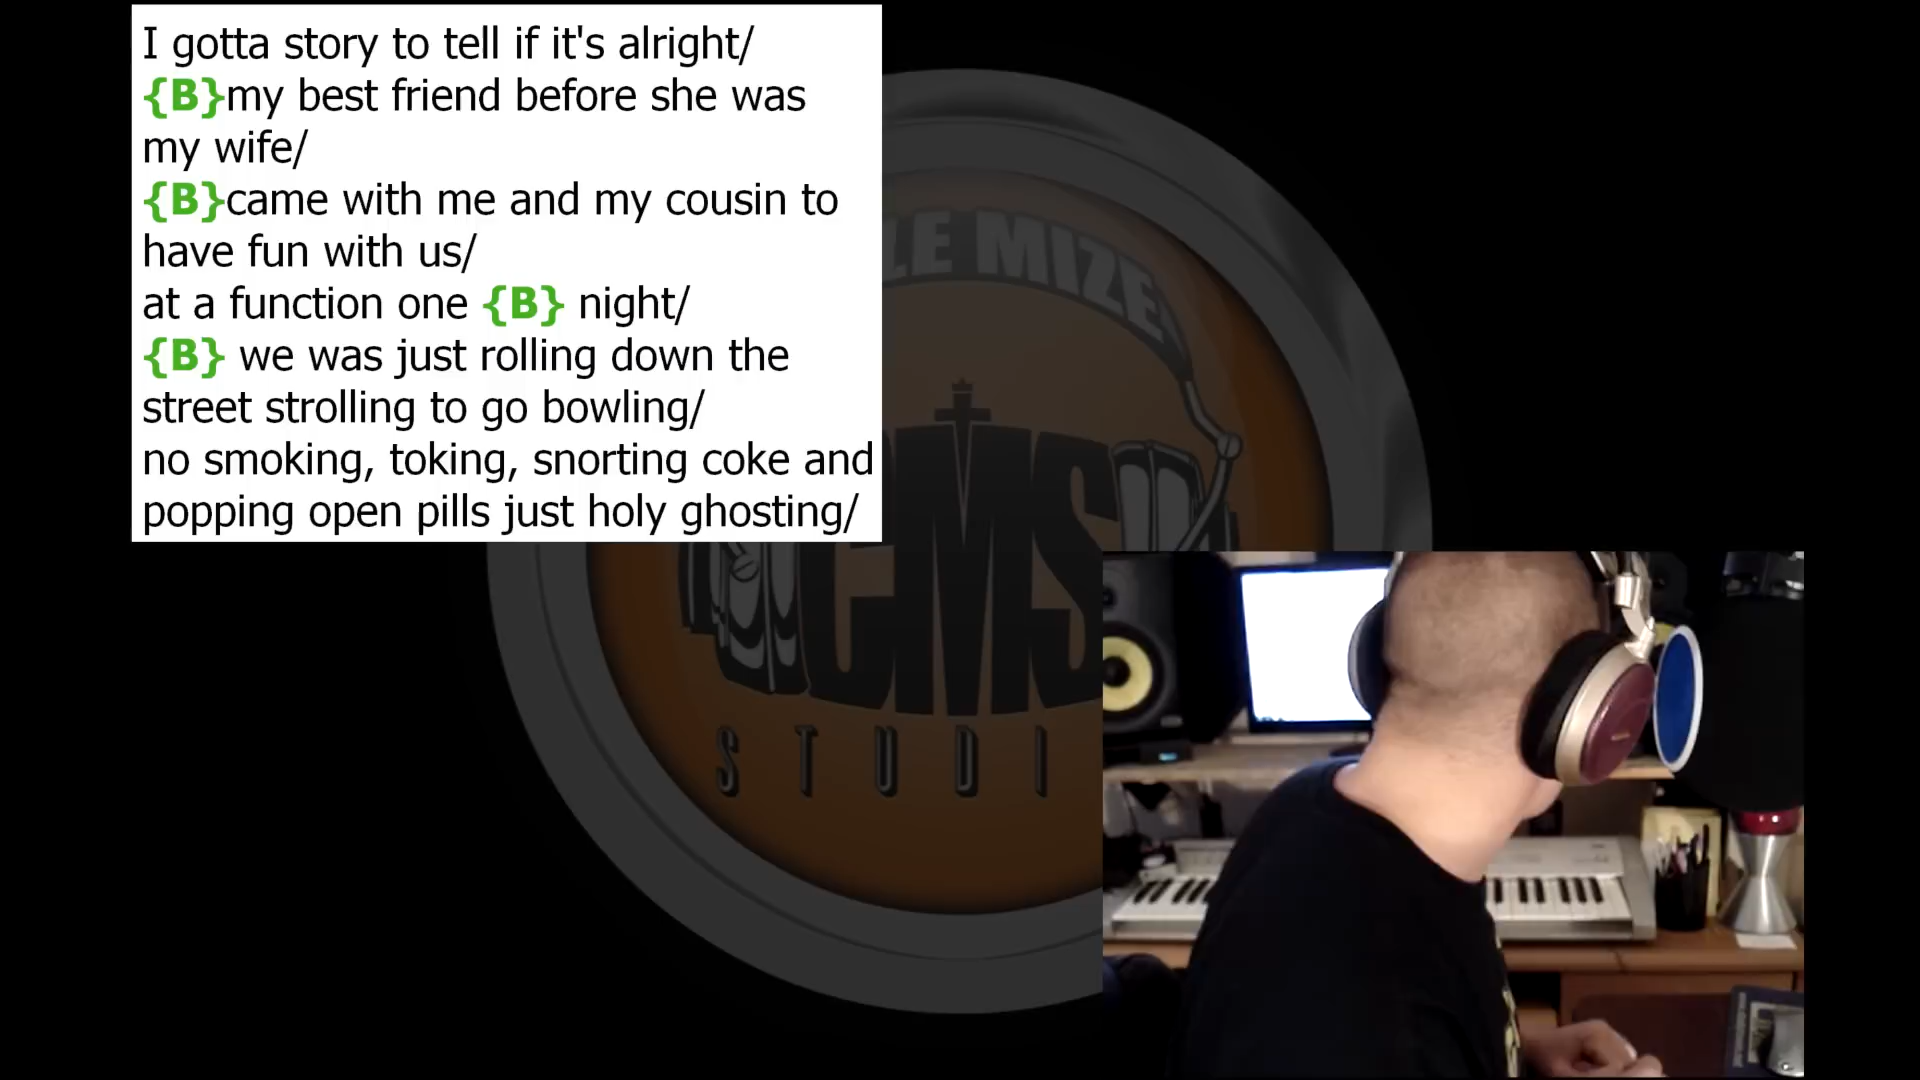 I gotta story to tell if it's alright/
{B}my best friend before she was
my wife/
{B}came with me and my cousin to
have fun with us/
at a function one {B} night/
{B} we was just rolling down the
street strolling to go bowling/
no smoking, toking, snorting coke and
popping open pills just holy ghosting/
MIZE
CMS
STUDI